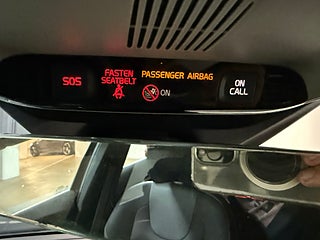 SOS
FASTEN
SEATBELT
PASSENGER AIRBAG
ON
ON
CALL